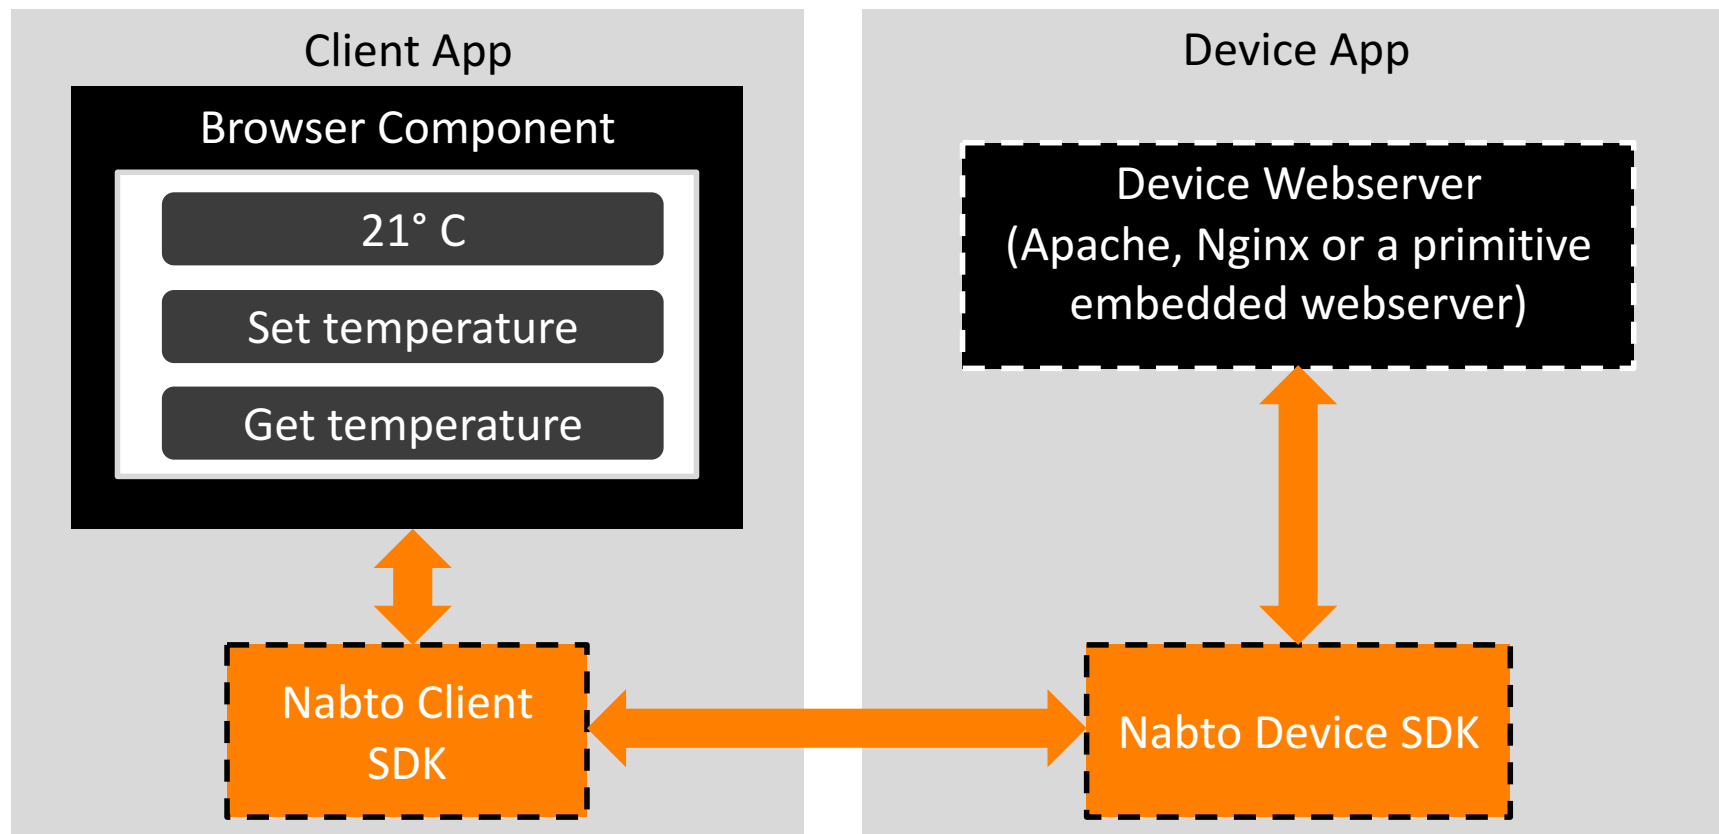 Client App
Browser Component
21° C
Set temperature
Get temperature
Nabto Client
SDK
Device App
Device Webserver
(Apache, Nginx or a primitive
embedded webserver)
Nabto Device SDK